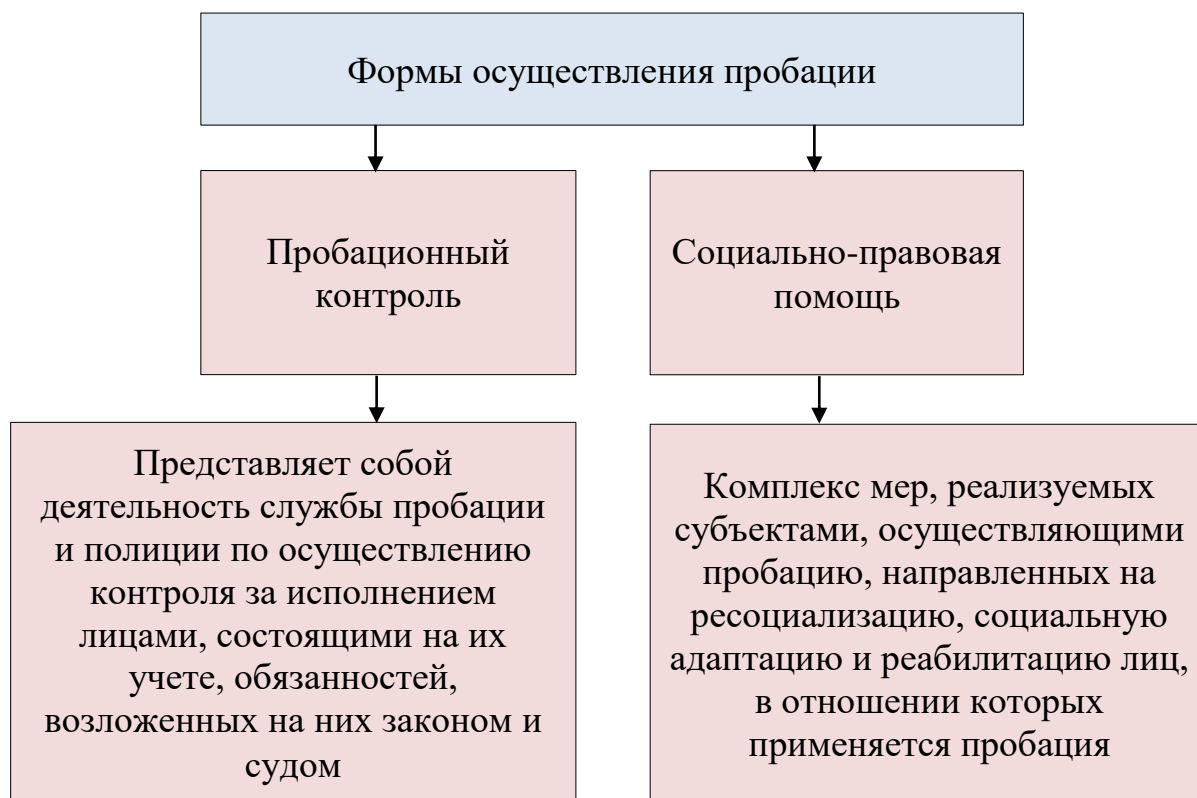 Формы осуществления пробации
Пробационный
контроль
Социально-правовая
помощь
Представляет собой
деятельность службы пробации
и полиции по осуществлению
контроля за исполнением
лицами, состоящими на их
учете, обязанностей,
возложенных на них законом и
судом
Комплекс мер, реализуемых
субъектами, осуществляющими
пробацию, направленных на
ресоциализацию, социальную
адаптацию и реабилитацию лиц,
в отношении которых
применяется пробация